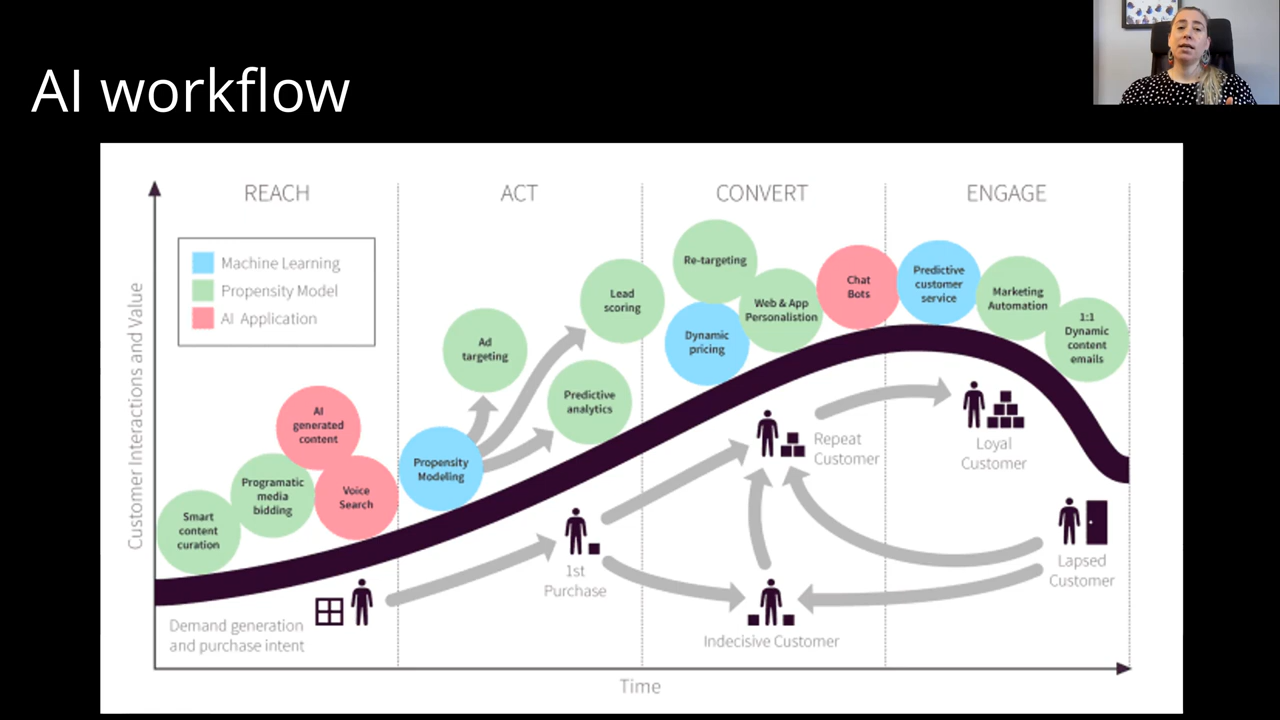 AI workflow
REACH
ACT
CONVERT
ENGAGE
Machine Learning
Propensity Model
AI Application
Customer Interactions and Value
Smart
content
curation
Programatic
media
bidding
AI
generated
content
Voice
Search
Propensity
Modeling
Ad
targeting
Lead
scoring
Predictive
analytics
Re-targeting
Dynamic
pricing
Web & App
Personalistion
Chat
Bots
Predictive
customer
service
Marketing
Automation
1:1
Dynamic
content
emails
Demand generation
and purchase intent
1st
Purchase
Repeat
Customer
Indecisive Customer
Loyal
Customer
Lapsed
Customer
Time